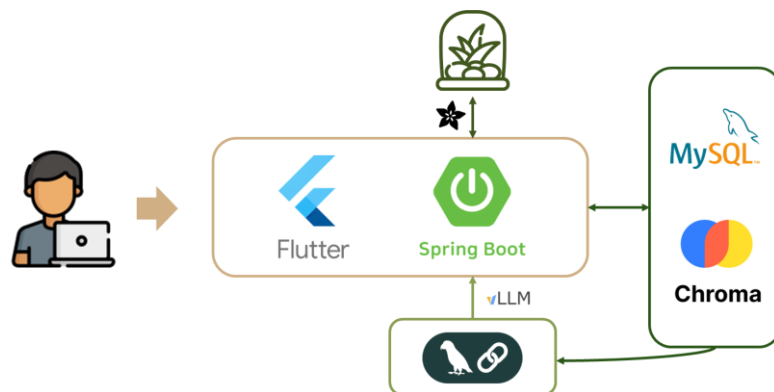 MySQL
Flutter
Spring Boot
vLLM
Chroma